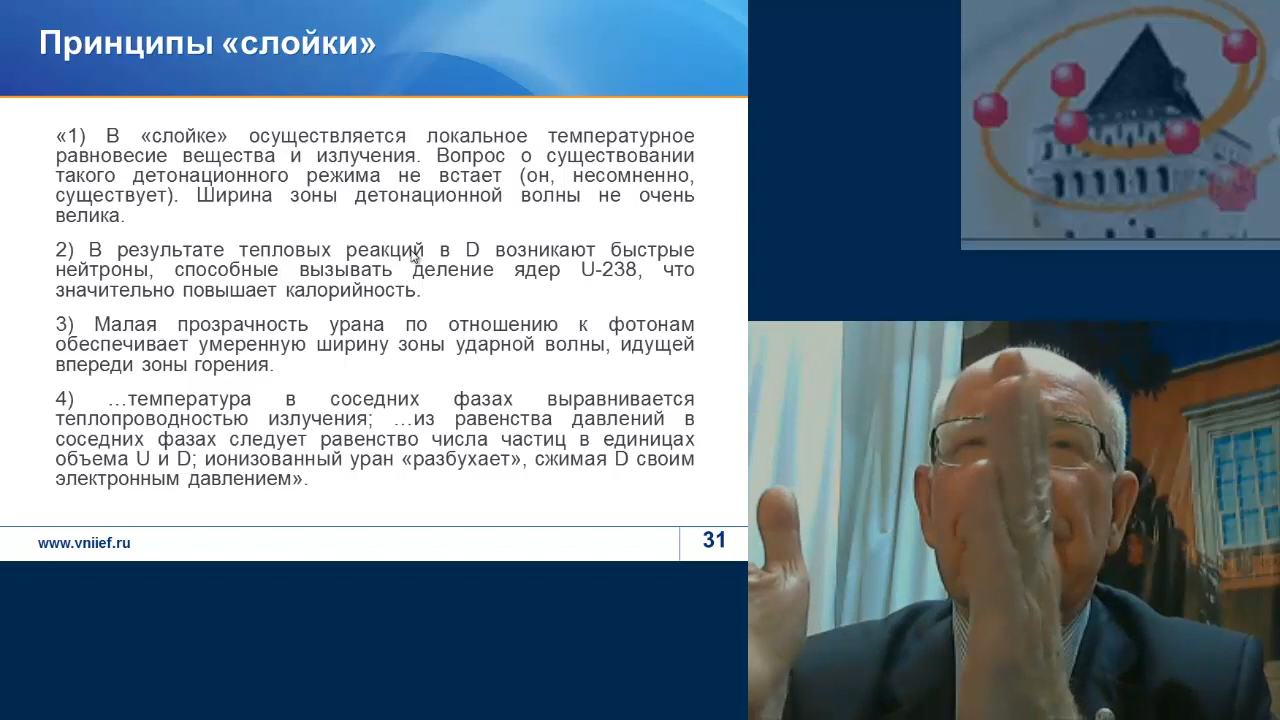 Принципы «слойки»
«1) В «слойке» осуществляется локальное температурное
равновесие вещества и излучения. Вопрос о существовании
такого детонационного режима не встает (он, несомненно,
существует). Ширина зоны детонационной волны не очень
велика.
2) В результате тепловых реакций в D возникают быстрые
нейтроны, способные вызывать деление ядер U-238, что
значительно повышает калорийность.
3) Малая прозрачность урана по отношению к фотонам
обеспечивает умеренную ширину зоны ударной волны, идущей
впереди зоны горения.
4) …температура в соседних фазах выравнивается
теплопроводностью излучения; …из равенства давлений в
соседних фазах следует равенство числа частиц в единицах
объема U и D; ионизованный уран «разбухает», сжимая D своим
электронным давлением».
www.vniief.ru
31